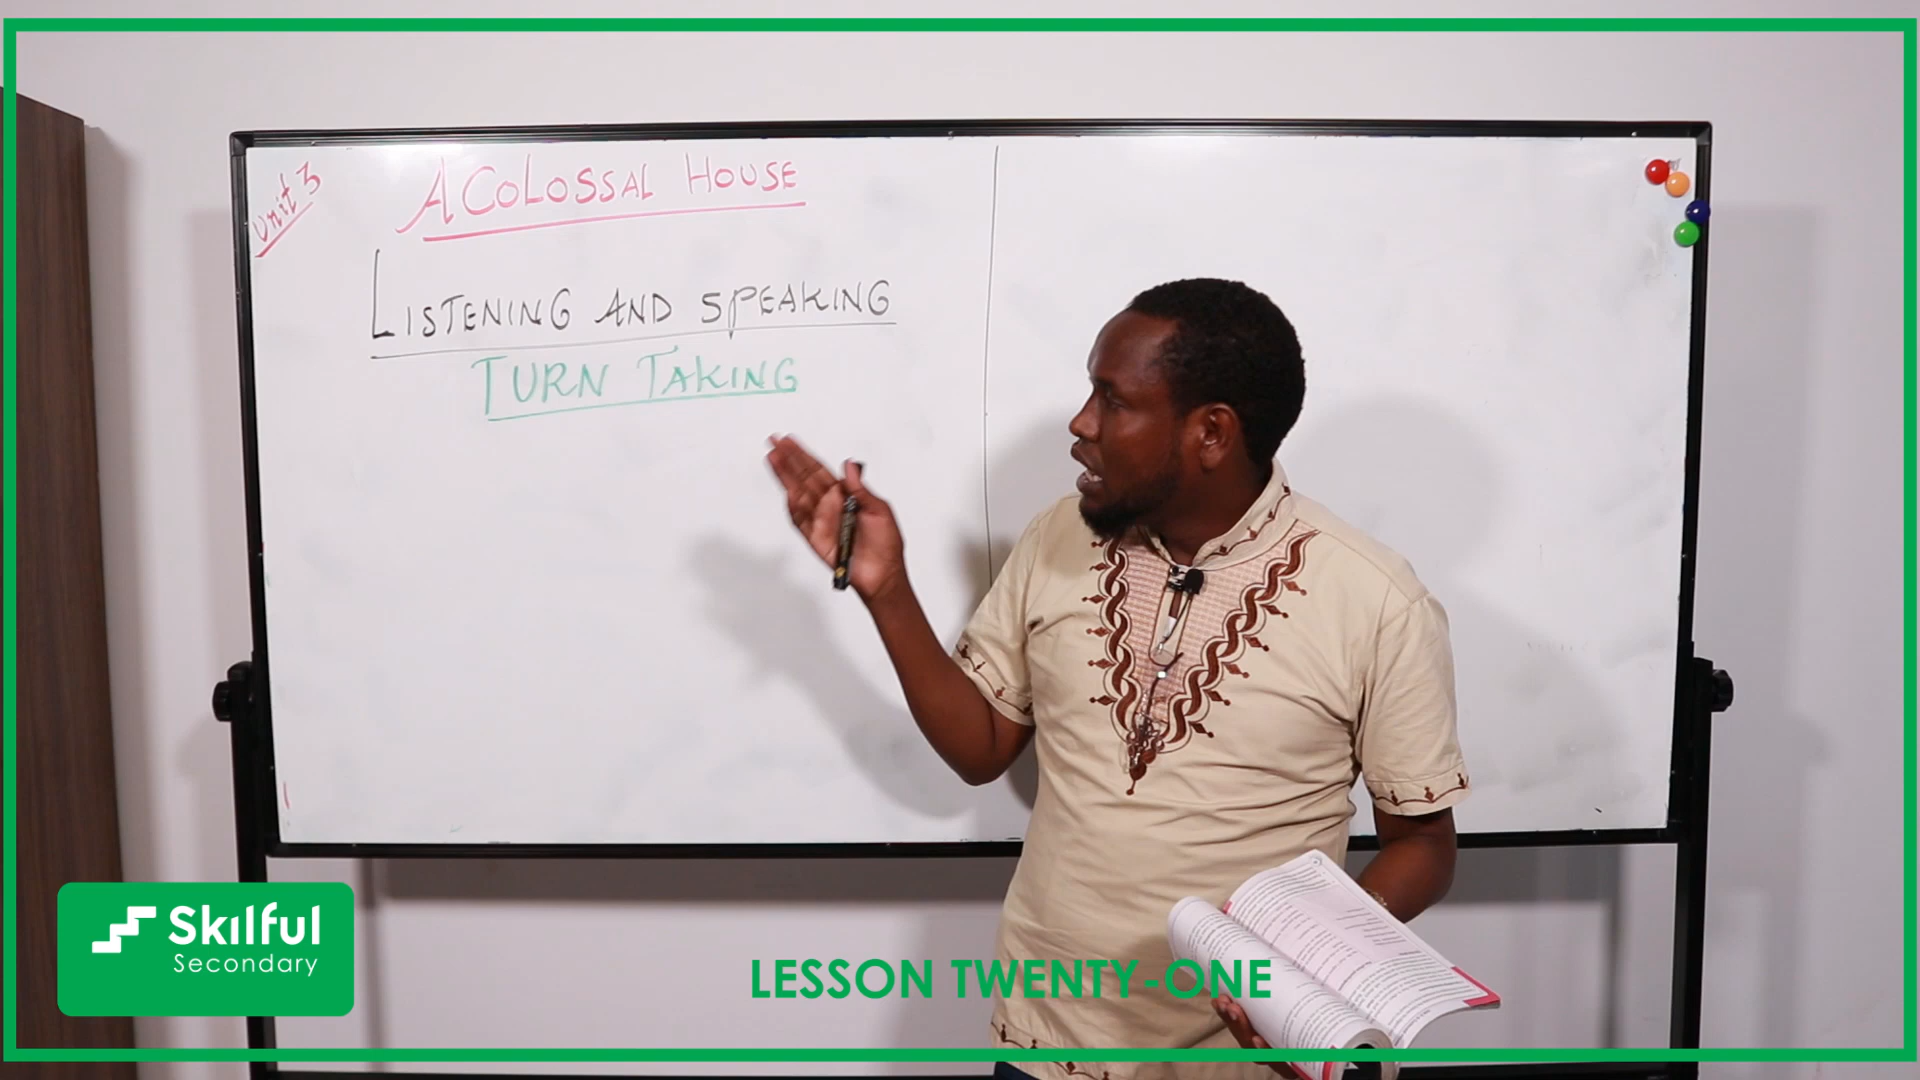 Unit 3
A COLOSSAL HOUSE
LISTENING AND SPEAKING
TURN TAKING
Skilful
Secondary
LESSON TWENTY-ONE